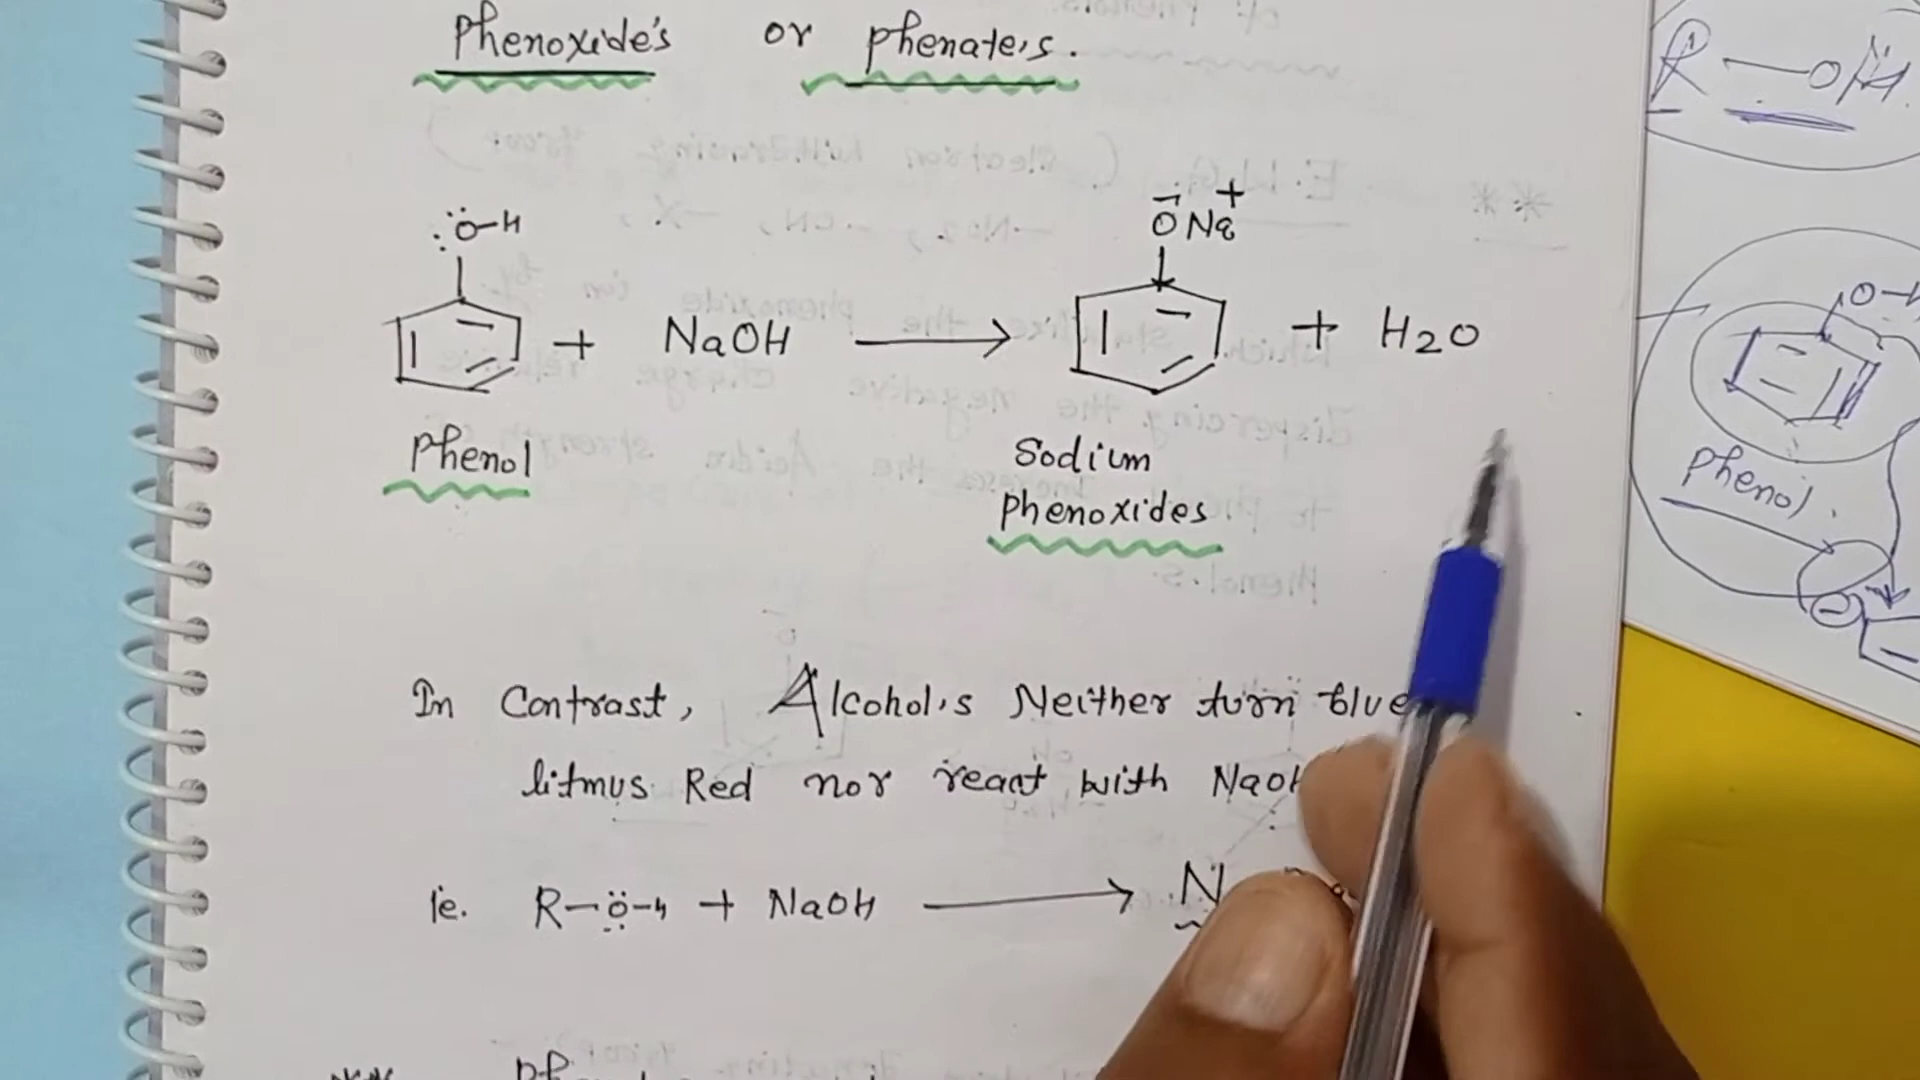 Phenoxide's or phenate's.
:Ö-H
ŌNa⁺
+ NaOH ⟶ + H2O
Phenol
Sodium
Phenoxides
In Contrast, Alcohol's Neither turn blue
litmus Red nor react with NaOH
ie. R-Ö-H + NaOH ⟶ N
R-OH
O-H
Phenol.